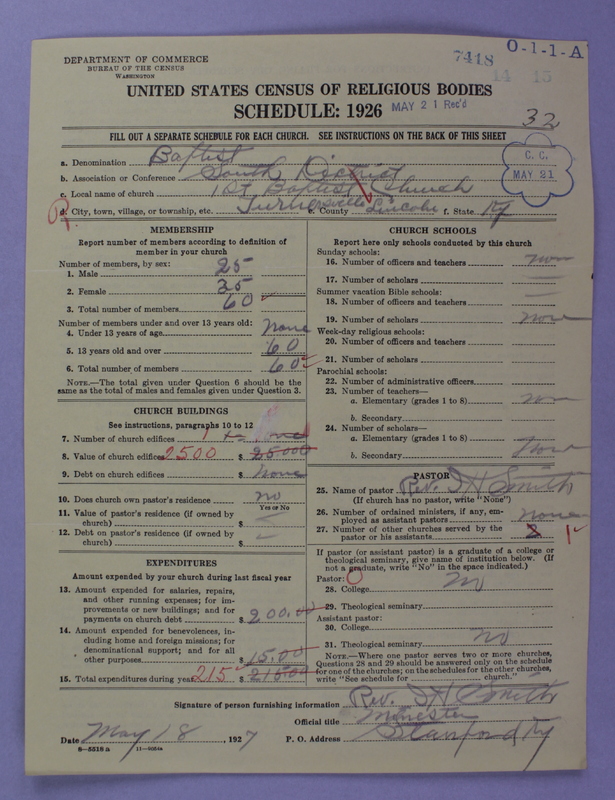 DEPARTMENT OF COMMERCE
BUREAU OF THE CENSUS
WASHINGTON
7418
O-1-1-A
14 15
UNITED STATES CENSUS OF RELIGIOUS BODIES
SCHEDULE: 1926
MAY 21 Rec'd
32
FILL OUT A SEPARATE SCHEDULE FOR EACH CHURCH. SEE INSTRUCTIONS ON THE BACK OF THIS SHEET
C. C.
MAY 21
a. Denomination Baptist
b. Association or Conference South District
c. Local name of church 1st Baptist Church
d. City, town, village, or township, etc. Turnersville e. County Lincoln f. State Ky
MEMBERSHIP
Report number of members according to definition of member in your church
Number of members, by sex:
1. Male 25
2. Female 35
3. Total number of members 60
Number of members under and over 13 years old:
4. Under 13 years of age none
5. 13 years old and over 60
6. Total number of members 60
NOTE.—The total given under Question 6 should be the
same as the total of males and females given under Question 3.
CHURCH BUILDINGS
See instructions, paragraphs 10 to 12
7. Number of church edifices 1
8. Value of church edifices 2500 $ 2500
9. Debt on church edifices $ None
10. Does church own pastor's residence no
YES OR NO
11. Value of pastor's residence (if owned by
church) $
12. Debt on pastor's residence (if owned by
church) $
EXPENDITURES
Amount expended by your church during last fiscal year
13. Amount expended for salaries, repairs,
and other running expenses; for im-
provements or new buildings; and for
payments on church debt $ 200.00
14. Amount expended for benevolences, in-
cluding home and foreign missions; for
denominational support; and for all
other purposes $ 15.00
15. Total expenditures during year 215 $ 215.00
CHURCH SCHOOLS
Report here only schools conducted by this church
Sunday schools:
16. Number of officers and teachers none
17. Number of scholars
Summer vacation Bible schools:
18. Number of officers and teachers
19. Number of scholars none
Week-day religious schools:
20. Number of officers and teachers
21. Number of scholars
Parochial schools:
22. Number of administrative officers
23. Number of teachers—
a. Elementary (grades 1 to 8)
b. Secondary
24. Number of scholars—
a. Elementary (grades 1 to 8)
b. Secondary None
PASTOR
25. Name of pastor Rev. I H Smith
(If church has no pastor, write "None")
26. Number of ordained ministers, if any, em-
ployed as assistant pastors none
27. Number of other churches served by the
pastor or his assistants 3
If pastor (or assistant pastor) is a graduate of a college or
theological seminary, give name of institution below. (If
not a graduate, write "No" in the space indicated.)
Pastor:
28. College No
29. Theological seminary
Assistant pastor:
30. College
31. Theological seminary no
NOTE.—Where one pastor serves two or more churches,
Questions 28 and 29 should be answered only on the schedule
for one of the churches; on the schedules for the other churches,
write "See schedule for church."
Signature of person furnishing information Rev. I H Smith
Official title Minister
Date May 18, 1927 P. O. Address Stanford Ky
8—5518 a 11—8054a